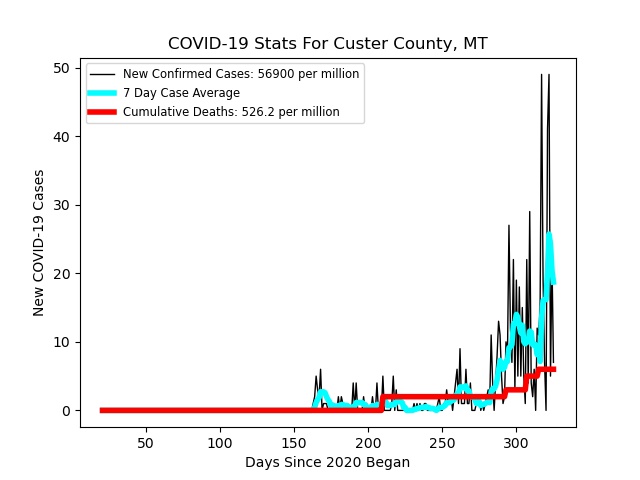 COVID-19 Stats For Custer County, MT
New Confirmed Cases: 56900 per million
7 Day Case Average
Cumulative Deaths: 526.2 per million
50
40
30
20
10
0
New COVID-19 Cases
50 100 150 200 250 300
Days Since 2020 Began